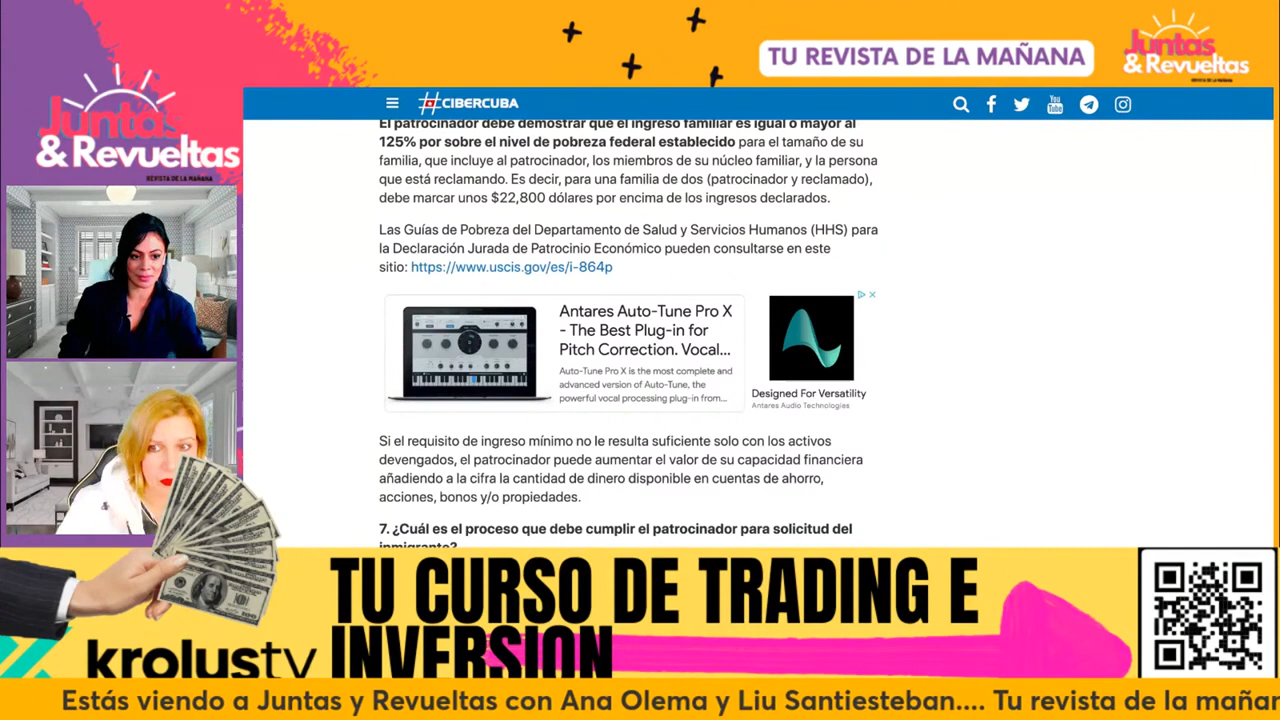 TU REVISTA DE LA MAÑANA
Juntas
& Revueltas
Juntas
& Revueltas
REVISTA DE LA MAÑANA
#CIBERCUBA
You
Tube
El patrocinador debe demostrar que el ingreso familiar es igual o mayor al
125% por sobre el nivel de pobreza federal establecido para el tamaño de su
familia, que incluye al patrocinador, los miembros de su núcleo familiar, y la persona
que está reclamando. Es decir, para una familia de dos (patrocinador y reclamado),
debe marcar unos $22,800 dólares por encima de los ingresos declarados.
Las Guías de Pobreza del Departamento de Salud y Servicios Humanos (HHS) para
la Declaración Jurada de Patrocinio Económico pueden consultarse en este
sitio: https://www.uscis.gov/es/i-864p
Antares Auto-Tune Pro X
- The Best Plug-in for
Pitch Correction. Vocal...
Auto-Tune Pro X is the most complete and
advanced version of Auto-Tune, the
powerful vocal processing plug-in from...
Designed For Versatility
Antares Audio Technologies
Si el requisito de ingreso mínimo no le resulta suficiente solo con los activos
devengados, el patrocinador puede aumentar el valor de su capacidad financiera
añadiendo a la cifra la cantidad de dinero disponible en cuentas de ahorro,
acciones, bonos y/o propiedades.
7. ¿Cuál es el proceso que debe cumplir el patrocinador para solicitud del
inmigrante?
TU CURSO DE TRADING E
INVERSION
krolustv
Estás viendo a Juntas y Revueltas con Ana Olema y Liu Santiesteban.... Tu revista de la mañan